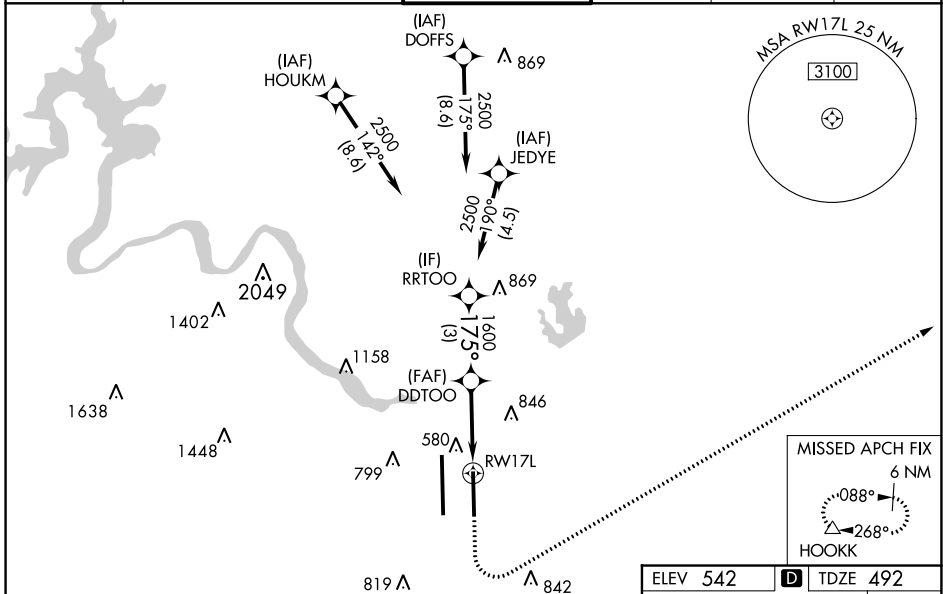 (IAF)
DOFFS
869
(IAF)
HOUKM
MSA RW17L 25 NM
3100
2500
175°
(8.6)
2500
142°
(8.6)
(IAF)
JEDYE
2500
190°
(4.5)
(IF)
RRTOO
869
2049
1402
1600
175°
(3)
1158
(FAF)
DDTOO
1638
846
1448
580
799
RW17L
MISSED APCH FIX
6 NM
088°
268°
HOOKK
819
842
ELEV 542
D
TDZE 492